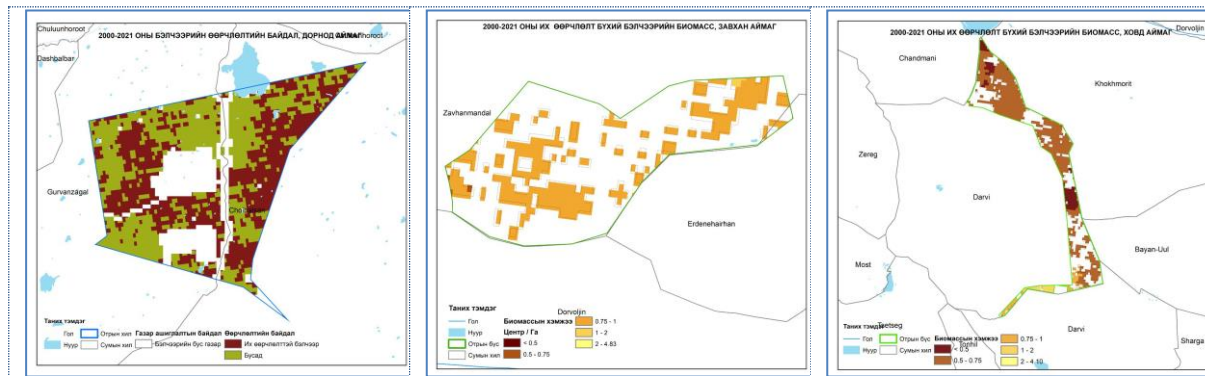 2000-2021 ОНЫ БЭЛЧЭЭРИЙН ӨӨРЧЛӨЛТИЙН БАЙДАЛ, ДОРНОД АЙМАГ
Chuluunhoroot
Dashbalbar
Gurvanzagal
Таних тэмдэг
Гол
Нуур
Отрын хил
Сумын хил
Газар ашиглалтын байдал
Бэлчээрийн бус газар
Өөрчлөлтийн байдал
Их өөрчлөлттэй бэлчээр
Бусад
2000-2021 ОНЫ ИХ ӨӨРЧЛӨЛТ БҮХИЙ БЭЛЧЭЭРИЙН БИОМАСС, ЗАВХАН АЙМАГ
Zavhanmandal
Erdenehairhan
Dorvoljin
Таних тэмдэг
Гол
Нуур
Отрын бүс
Сумын хил
Биомассын хэмжээ
Центр / Га
< 0.5
0.5 - 0.75
0.75 - 1
1 - 2
2 - 4.83
2000-2021 ОНЫ ИХ ӨӨРЧЛӨЛТ БҮХИЙ БЭЛЧЭЭРИЙН БИОМАСС, ХОВД АЙМАГ
Dorvoljin
Chandmani
Khokhmorit
Zereg
Darvi
Bayan-Uul
Most
Darvi
Tsetseg
Tonhil
Sharga
Таних тэмдэг
Гол
Нуур
Отрын бүс
Сумын хил
Биомассын хэмжээ
< 0.5
0.5 - 0.75
0.75 - 1
1 - 2
2 - 4.10